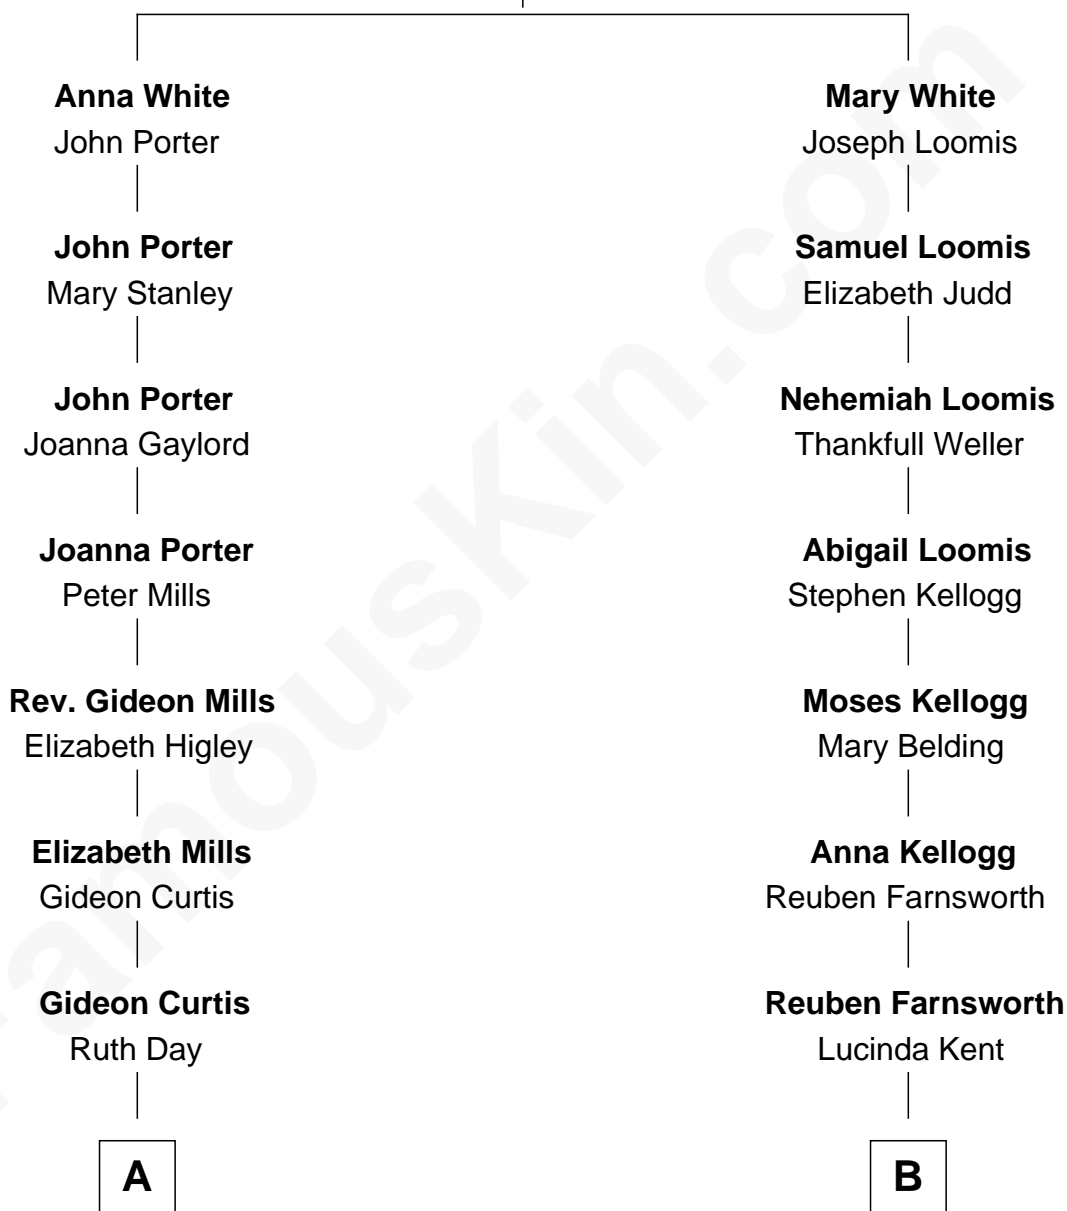 Anna White
John Porter
Mary White
Joseph Loomis
John Porter
Mary Stanley
Samuel Loomis
Elizabeth Judd
John Porter
Joanna Gaylord
Nehemiah Loomis
Thankfull Weller
Joanna Porter
Peter Mills
Abigail Loomis
Stephen Kellogg
Rev. Gideon Mills
Elizabeth Higley
Moses Kellogg
Mary Belding
Elizabeth Mills
Gideon Curtis
Anna Kellogg
Reuben Farnsworth
Gideon Curtis
Ruth Day
Reuben Farnsworth
Lucinda Kent
A
B
FamousKin.com